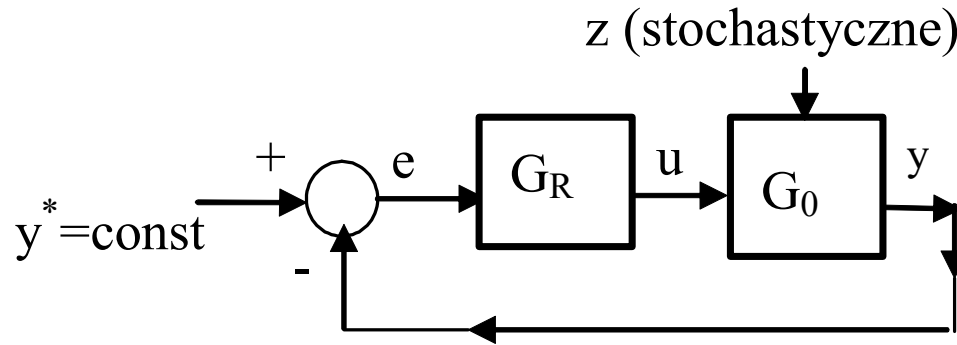 z (stochastyczne)
+
e
G_R
u
G_0
y
y*=const
-